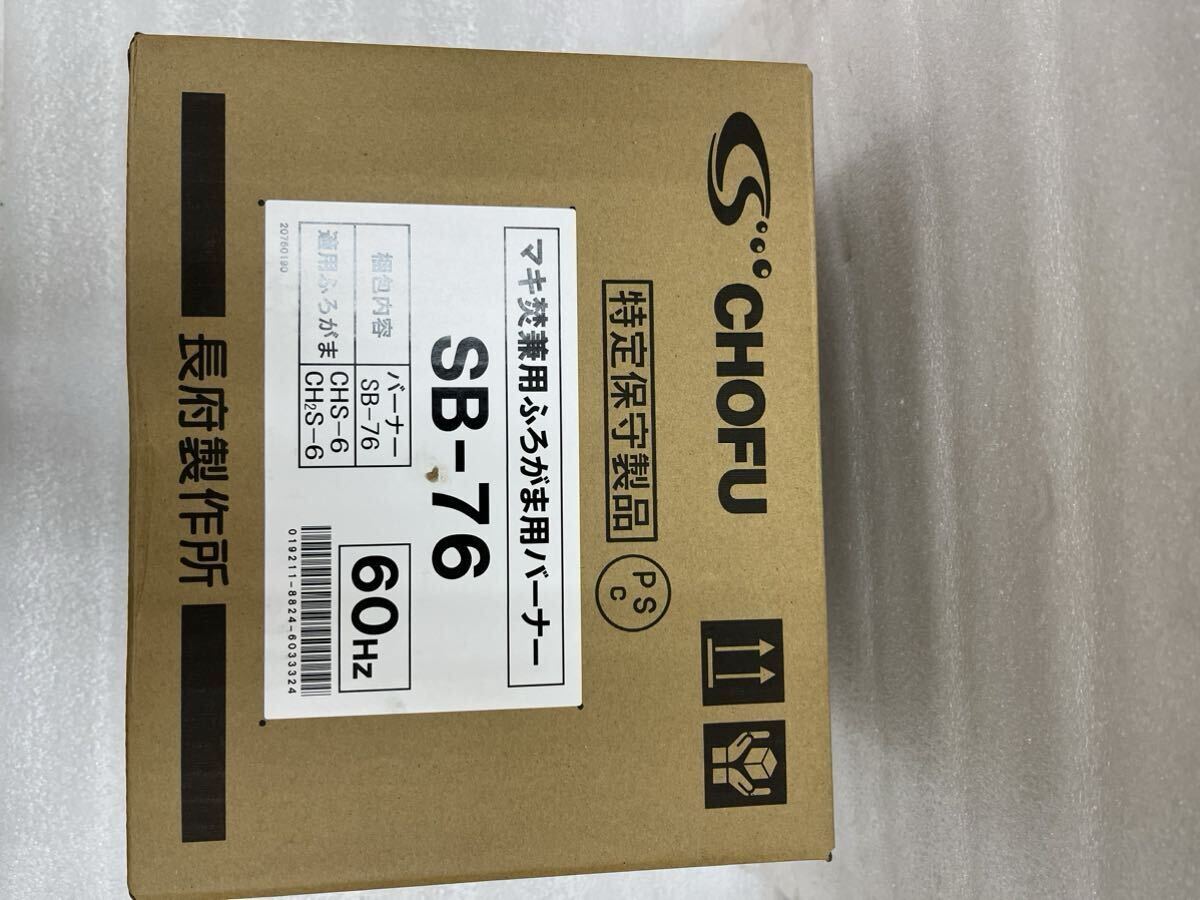 CHOFU
特定保守製品
PS
c
マキ焚兼用ふろがま用バーナー
SB-76
60Hz
梱包内容
バーナー
SB-76
適用ふろがま
CHS-6
CH₂S-6
019211-8824-6033324
20760190
長府製作所